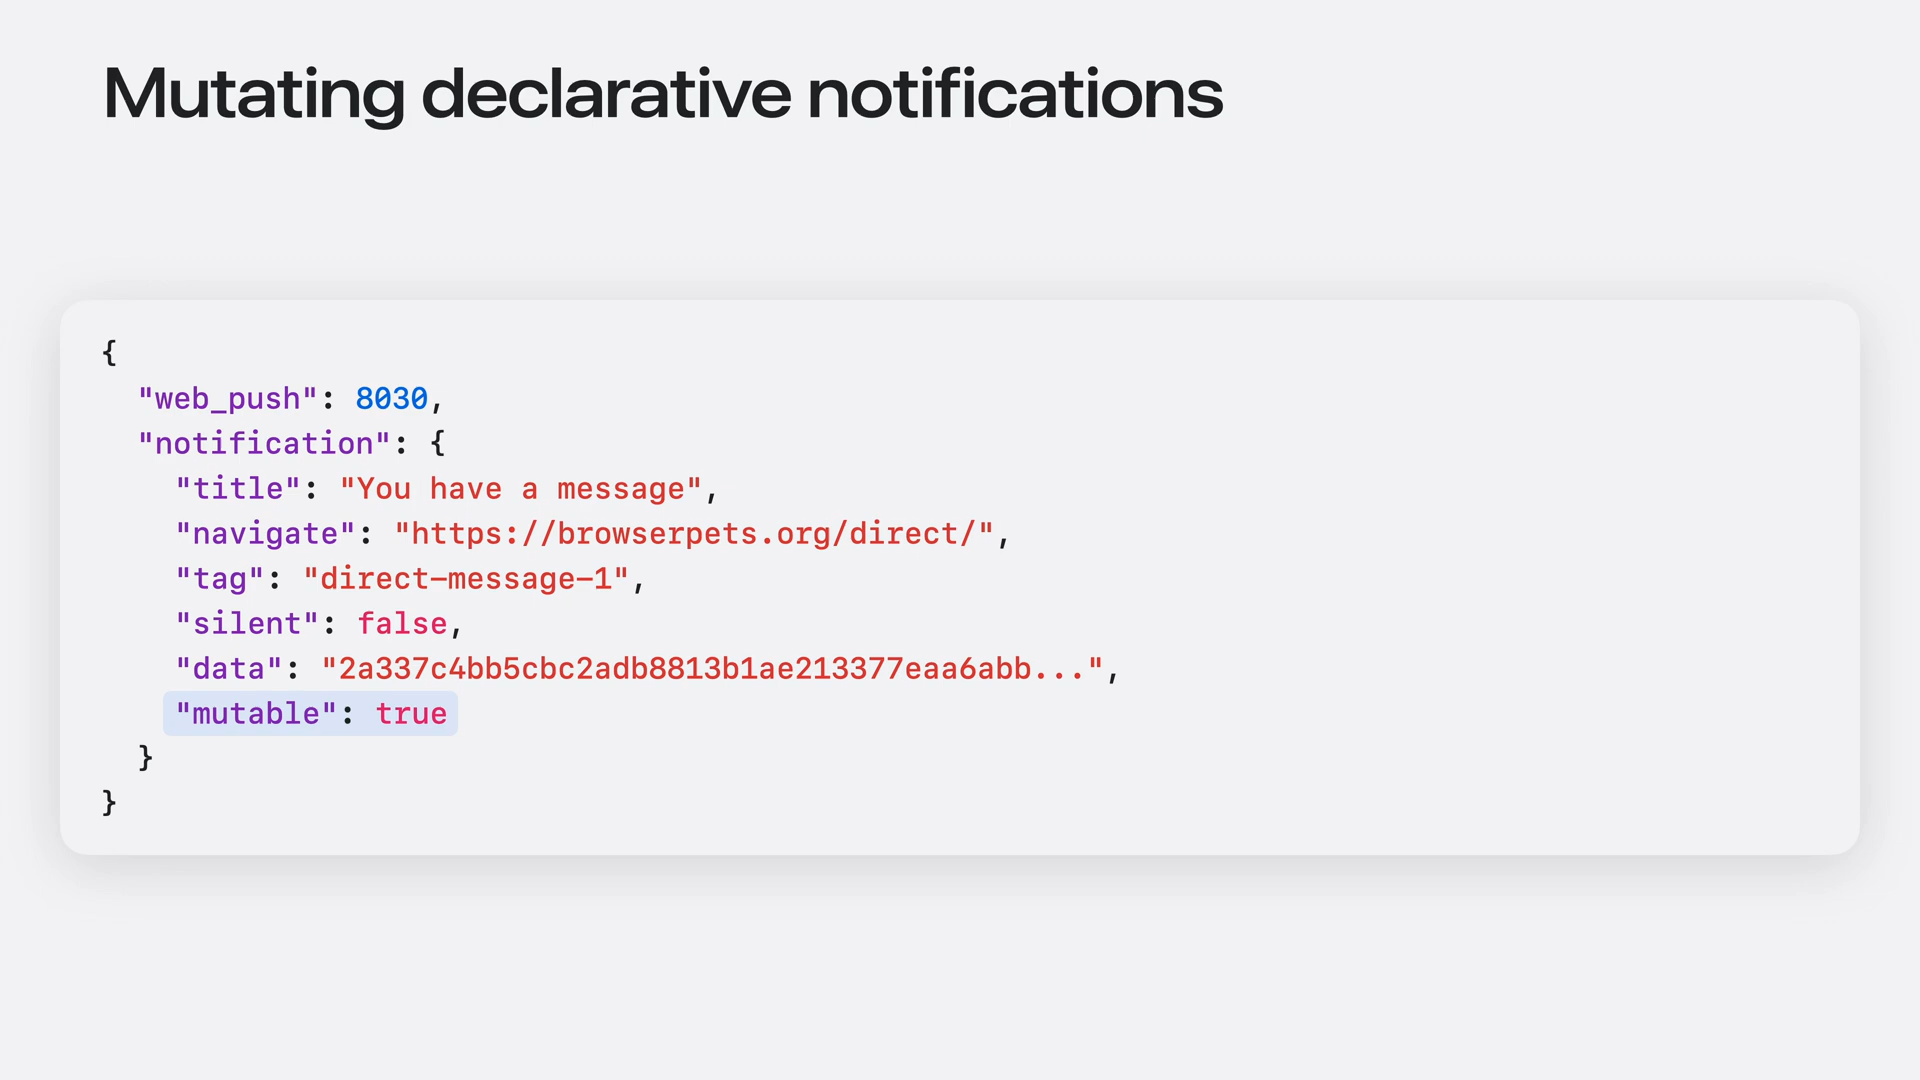 Mutating declarative notifications
{
"web_push": 8030,
"notification": {
"title": "You have a message",
"navigate": "https://browserpets.org/direct/",
"tag": "direct-message-1",
"silent": false,
"data": "2a337c4bb5cbc2adb8813b1ae213377eaa6abb...",
"mutable": true
}
}